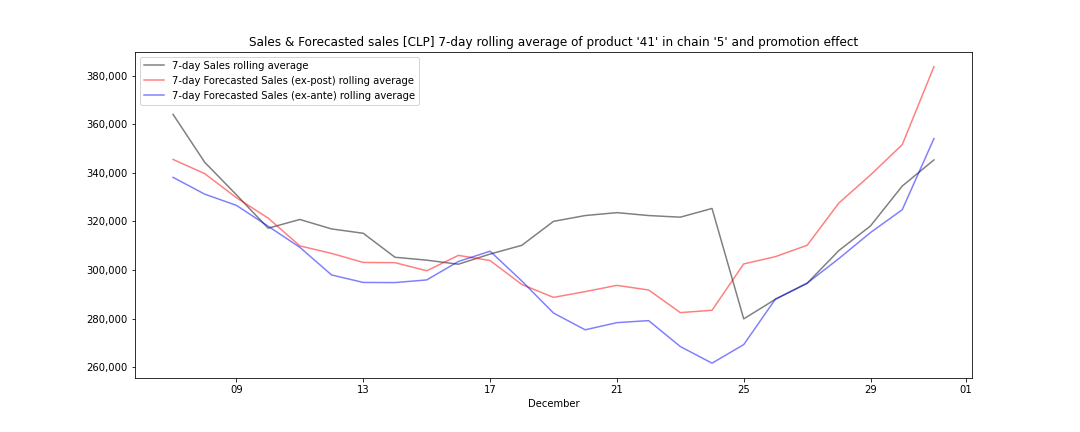 Sales & Forecasted sales [CLP] 7-day rolling average of product '41' in chain '5' and promotion effect
7-day Sales rolling average
7-day Forecasted Sales (ex-post) rolling average
7-day Forecasted Sales (ex-ante) rolling average
380,000
360,000
340,000
320,000
300,000
280,000
260,000
09 13 17 21 25 29 01
December